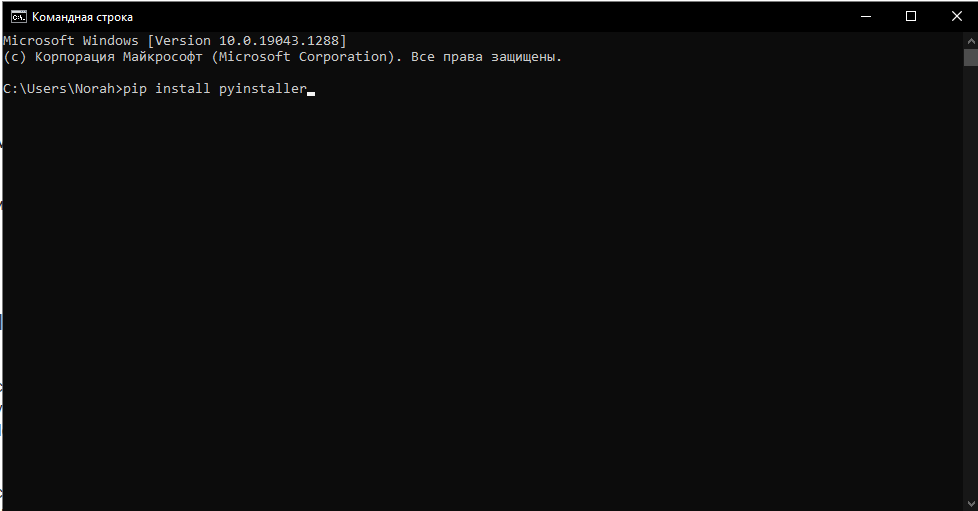 Командная строка
Microsoft Windows [Version 10.0.19043.1288]
(c) Корпорация Майкрософт (Microsoft Corporation). Все права защищены.
C:\Users\Norah>pip install pyinstaller